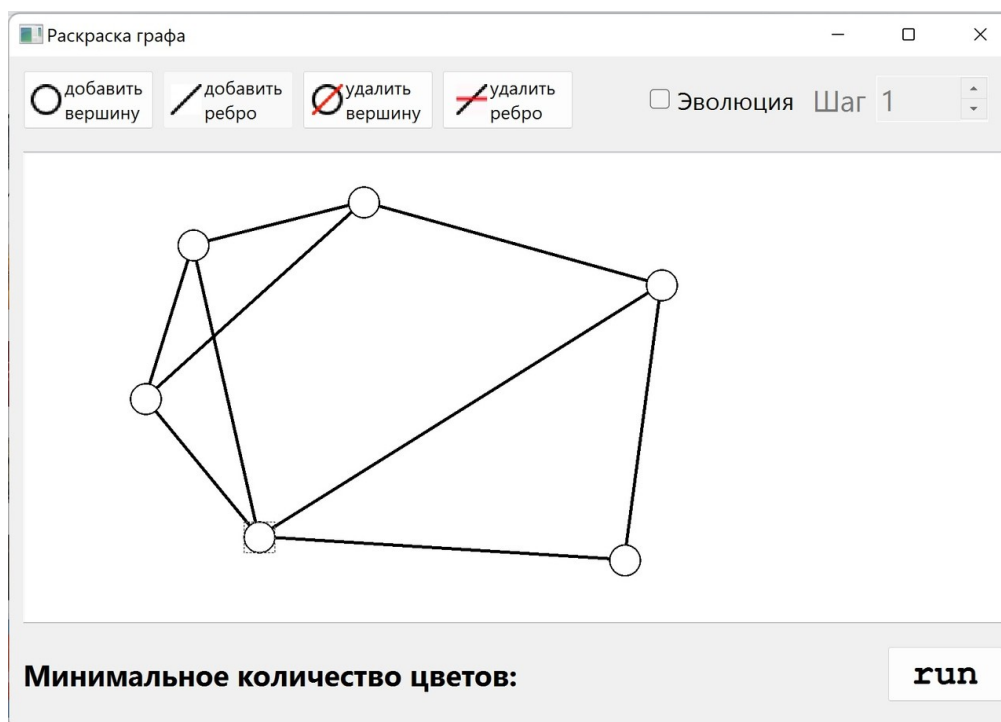 Раскраска графа
добавить
вершину
добавить
ребро
удалить
вершину
удалить
ребро
Эволюция Шаг 1
Минимальное количество цветов:
run